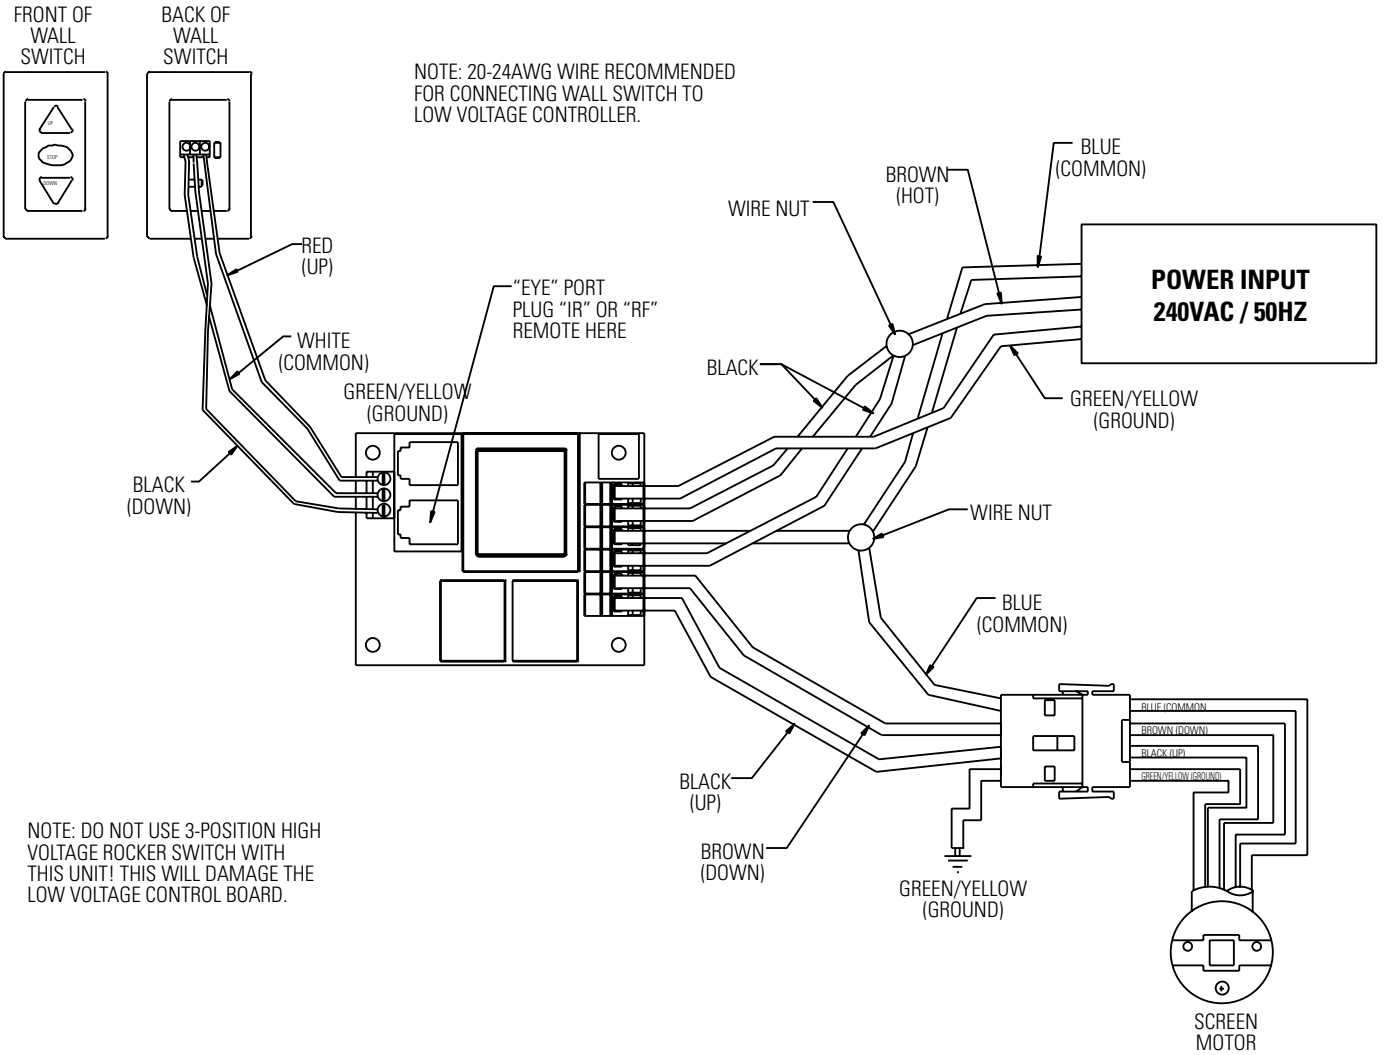 FRONT OF
WALL
SWITCH
BACK OF
WALL
SWITCH
NOTE: 20-24AWG WIRE RECOMMENDED
FOR CONNECTING WALL SWITCH TO
LOW VOLTAGE CONTROLLER.
UP
STOP
DOWN
BLUE
(COMMON)
BROWN
(HOT)
WIRE NUT
RED
(UP)
POWER INPUT
240VAC / 50HZ
"EYE" PORT
PLUG "IR" OR "RF"
REMOTE HERE
WHITE
(COMMON)
BLACK
GREEN/YELLOW
(GROUND)
GREEN/YELLOW
(GROUND)
BLACK
(DOWN)
WIRE NUT
BLUE
(COMMON)
BLUE (COMMON
BROWN (DOWN)
BLACK (UP)
GREEN/YELLOW (GROUND)
BLACK
(UP)
BROWN
(DOWN)
NOTE: DO NOT USE 3-POSITION HIGH
VOLTAGE ROCKER SWITCH WITH
THIS UNIT! THIS WILL DAMAGE THE
LOW VOLTAGE CONTROL BOARD.
GREEN/YELLOW
(GROUND)
SCREEN
MOTOR